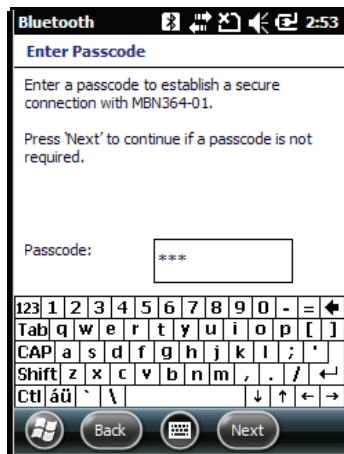 Bluetooth 2:53
Enter Passcode
Enter a passcode to establish a secure
connection with MBN364-01.
Press 'Next' to continue if a passcode is not
required.
Passcode: ***
123 1 2 3 4 5 6 7 8 9 0 - = ←
Tab q w e r t y u i o p [ ]
CAP a s d f g h j k l ; '
Shift z x c v b n m , . / ↵
Ctl áü ` \ ↓ ↑ ← →
Back Next